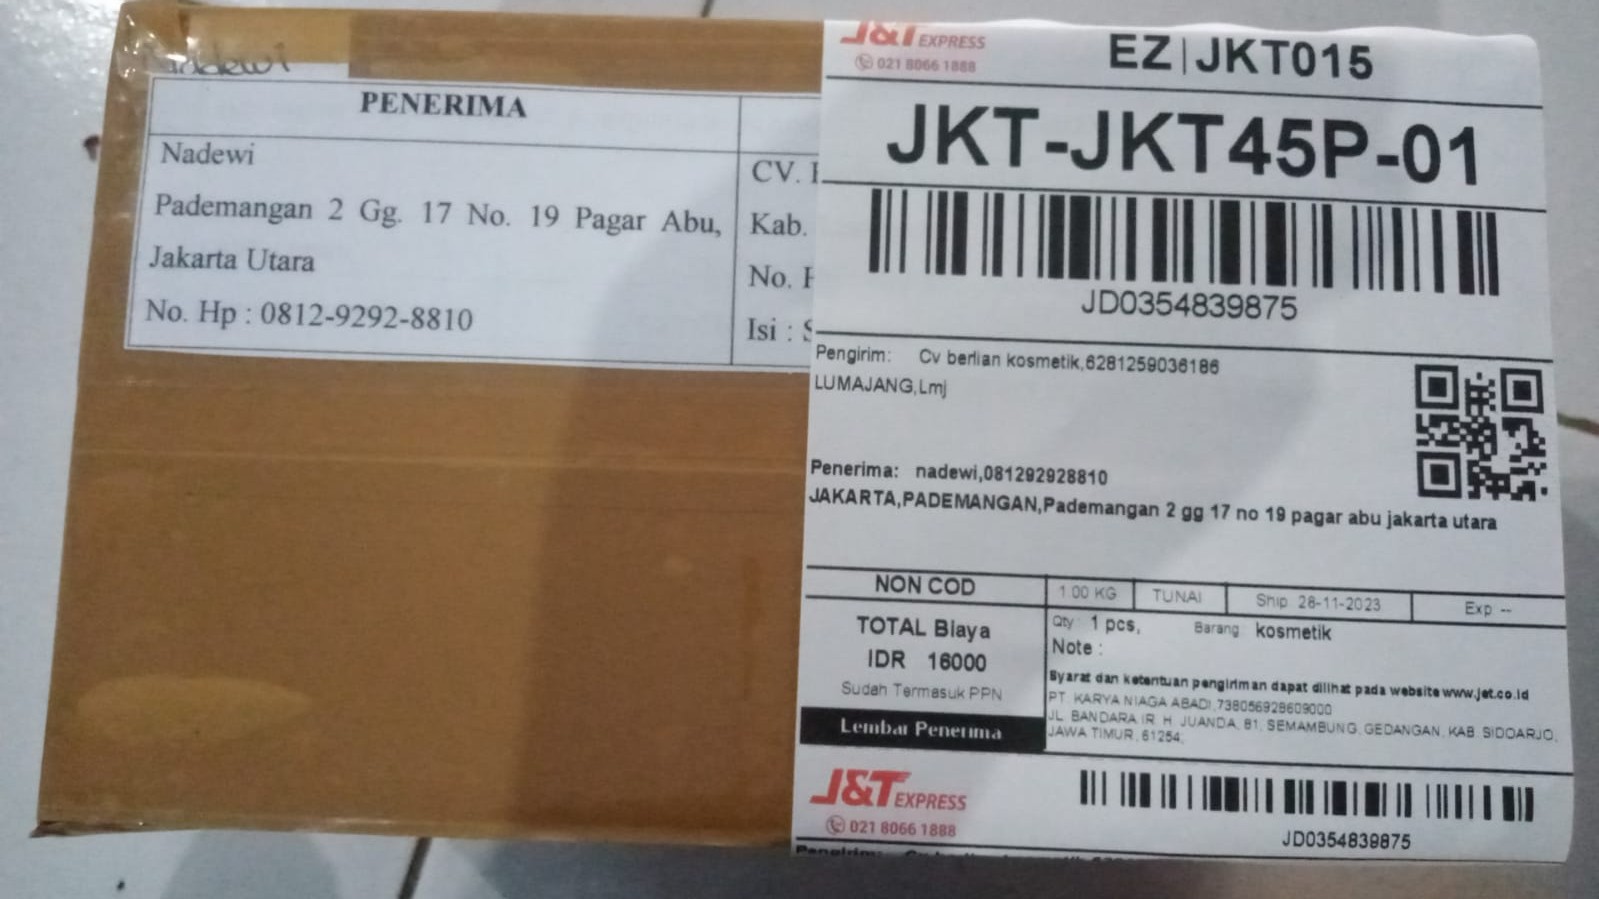 Nadewi
PENERIMA
Nadewi
Pademangan 2 Gg. 17 No. 19 Pagar Abu,
Jakarta Utara
No. Hp : 0812-9292-8810
CV.
Kab.
No.
Isi :
J&T EXPRESS
021 8066 1888
EZ|JKT015
JKT-JKT45P-01
JD0354839875
Pengirim: Cv berlian kosmetik,6281259036186
LUMAJANG,Lmj
Penerima: nadewi,081292928810
JAKARTA,PADEMANGAN,Pademangan 2 gg 17 no 19 pagar abu jakarta utara
NON COD
1.00 KG
TUNAI
Ship 28-11-2023
Exp --
TOTAL Biaya
IDR 16000
Sudah Termasuk PPN
Lembar Penerima
Qty : 1 pcs, Barang kosmetik
Note :
Syarat dan ketentuan pengiriman dapat dilihat pada website www.jet.co.id
PT. KARYA NIAGA ABADI,738056928609000
JL. BANDARA IR. H. JUANDA, 81, SEMAMBUNG, GEDANGAN, KAB. SIDOARJO,
JAWA TIMUR, 61254,
J&T EXPRESS
021 8066 1888
JD0354839875
Pengirim: